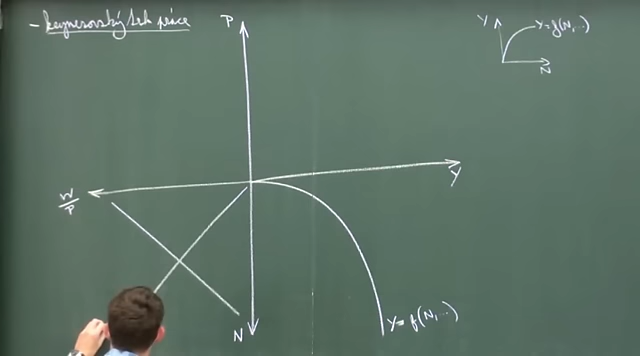 - keynesovský trh práce
P
Y
Y=f(N,...)
N
W/P
Y
N
Y=f(N,...)